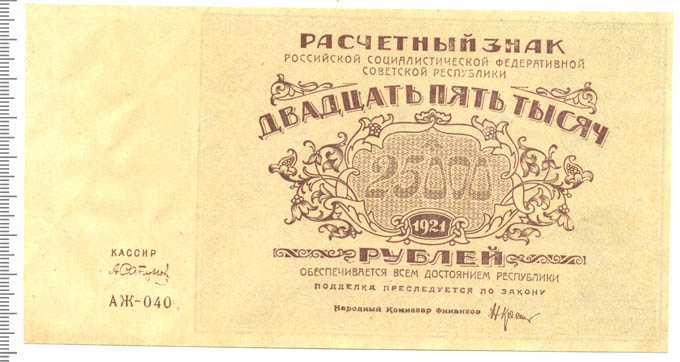 РАСЧЕТНЫЙ ЗНАК
РОССИЙСКОЙ СОЦИАЛИСТИЧЕСКОЙ ФЕДЕРАТИВНОЙ
СОВЕТСКОЙ РЕСПУБЛИКИ
ДВАДЦАТЬ ПЯТЬ ТЫСЯЧ
25000
1921
РУБЛЕЙ
ОБЕСПЕЧИВАЕТСЯ ВСЕМ ДОСТОЯНИЕМ РЕСПУБЛИКИ
ПОДДЕЛКА ПРЕСЛЕДУЕТСЯ ПО ЗАКОНУ
Народный Комиссар Финансов
КАССИР
АЖ-040